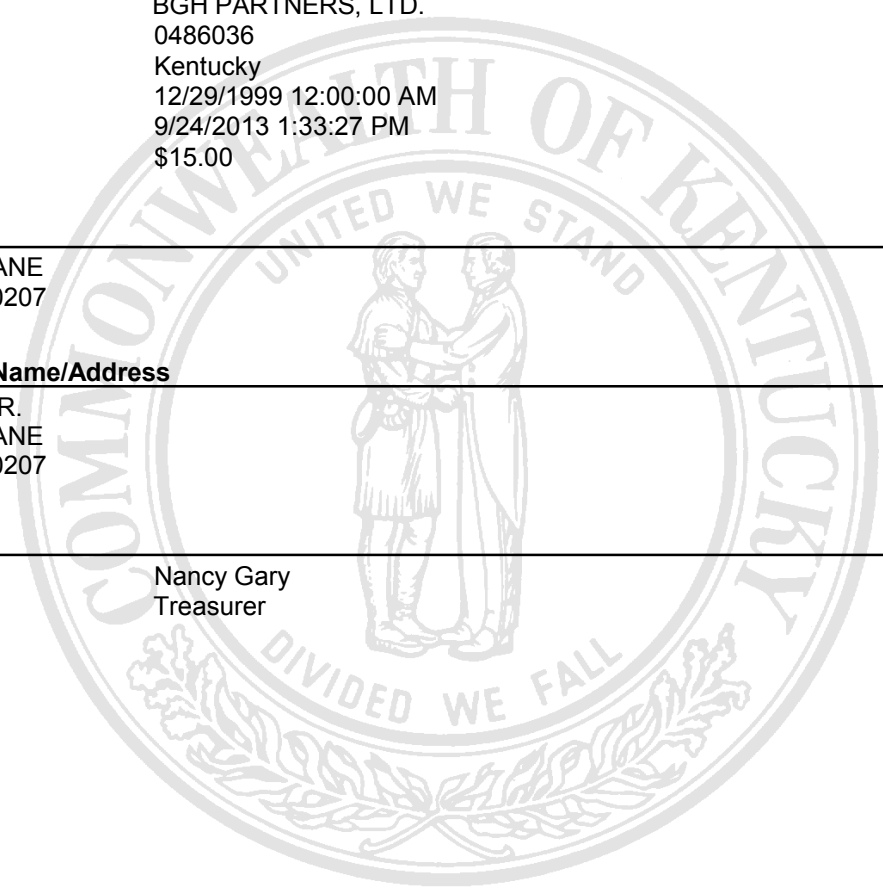 BGH PARTNERS, LTD.
0486036
Kentucky
12/29/1999 12:00:00 AM
9/24/2013 1:33:27 PM
$15.00
COMMONWEALTH OF KENTUCKY
UNITED WE STAND
ANE
0207
Name/Address
R.
ANE
0207
Nancy Gary
Treasurer
DIVIDED WE FALL